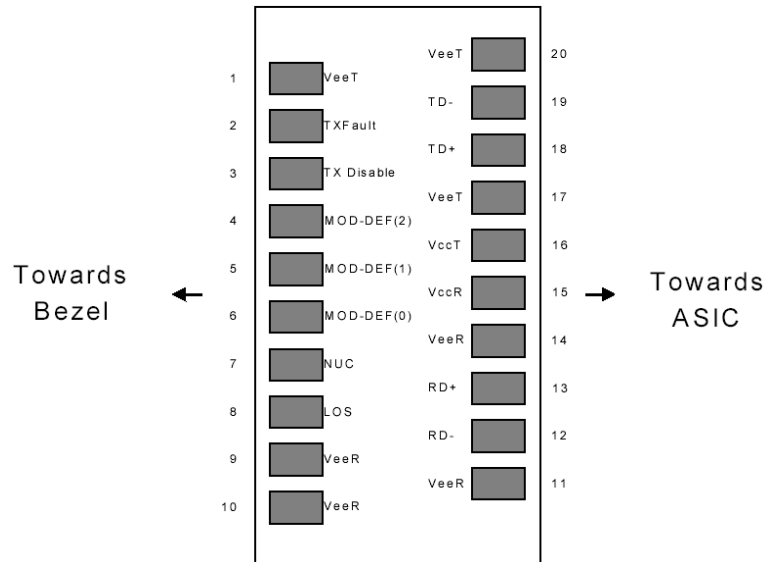 VeeT 20
1 VeeT
TD- 19
2 TXFault
TD+ 18
3 TX Disable
VeeT 17
4 MOD-DEF(2)
VccT 16
5 MOD-DEF(1)
Towards
Bezel
VccR 15
Towards
ASIC
6 MOD-DEF(0)
VeeR 14
7 NUC
RD+ 13
8 LOS
RD- 12
9 VeeR
VeeR 11
10 VeeR